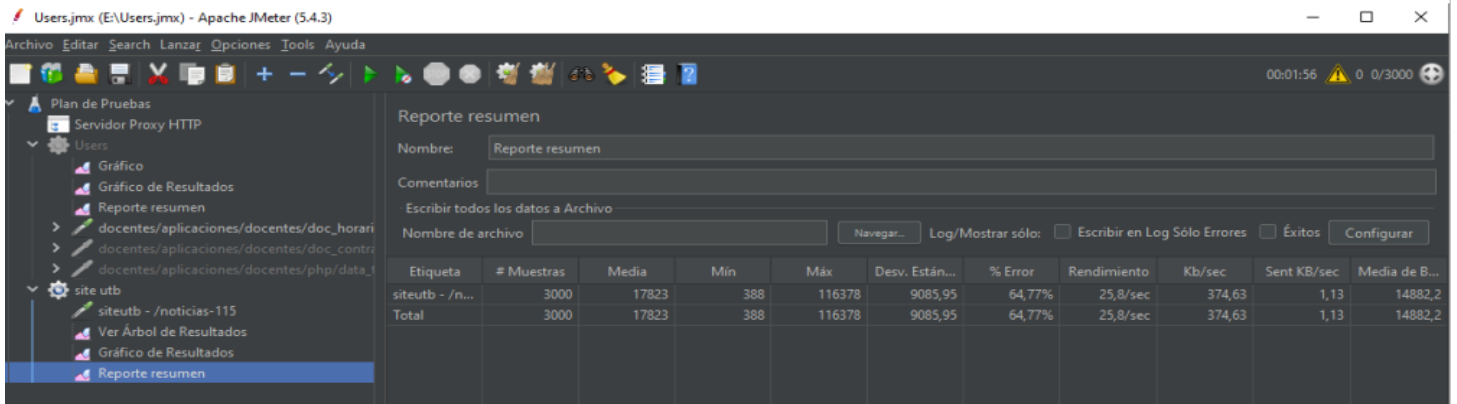 Users.jmx (E:\Users.jmx) - Apache JMeter (5.4.3)
Archivo Editar Search Lanzar Opciones Tools Ayuda
STOP
00:01:56 0 0/3000
Plan de Pruebas
Servidor Proxy HTTP
Users
Gráfico
Gráfico de Resultados
Reporte resumen
docentes/aplicaciones/docentes/doc_horari
docentes/aplicaciones/docentes/doc_contra
docentes/aplicaciones/docentes/php/data_t
site utb
siteutb - /noticias-115
Ver Árbol de Resultados
Gráfico de Resultados
Reporte resumen
Reporte resumen
Nombre: Reporte resumen
Comentarios
Escribir todos los datos a Archivo
Nombre de archivo Navegar... Log/Mostrar sólo: Escribir en Log Sólo Errores Éxitos Configurar
Etiqueta # Muestras Media Mín Máx Desv. Están... % Error Rendimiento Kb/sec Sent KB/sec Media de B...
siteutb - /n... 3000 17823 388 116378 9085,95 64,77% 25,8/sec 374,63 1,13 14882,2
Total 3000 17823 388 116378 9085,95 64,77% 25,8/sec 374,63 1,13 14882,2